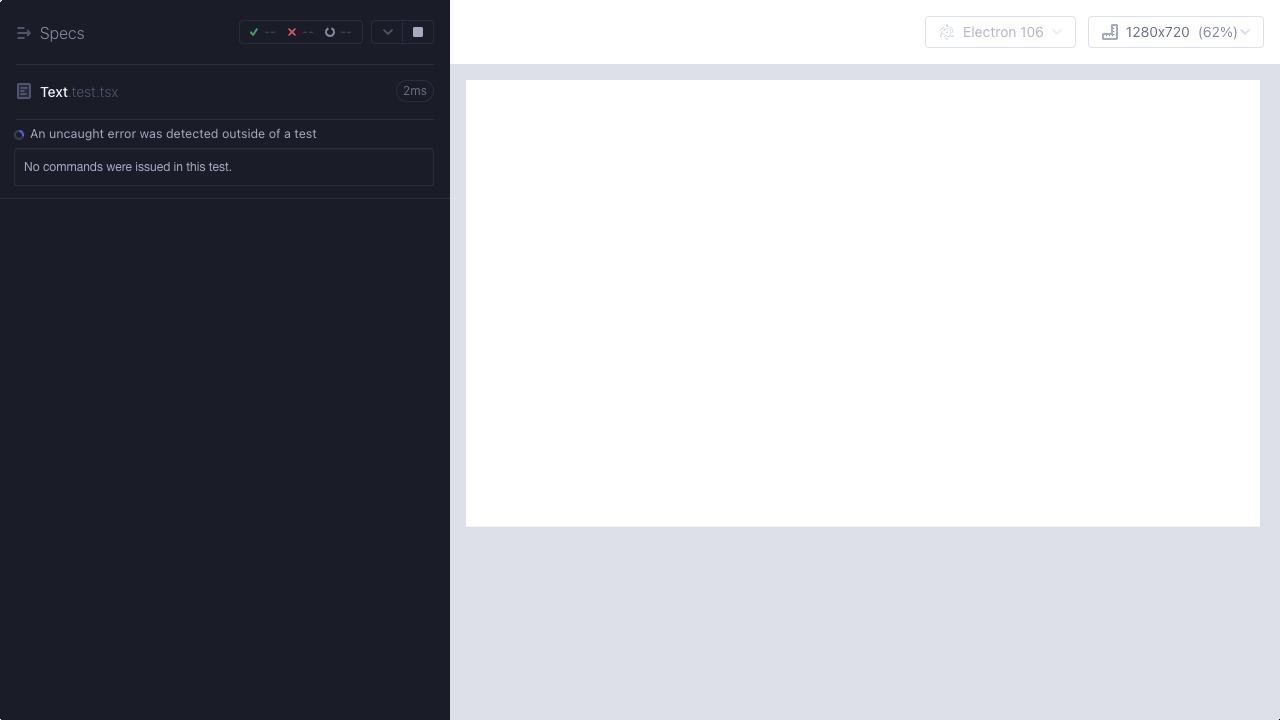 Specs
-- -- --
Text.test.tsx
2ms
An uncaught error was detected outside of a test
No commands were issued in this test.
Electron 106
1280x720 (62%)